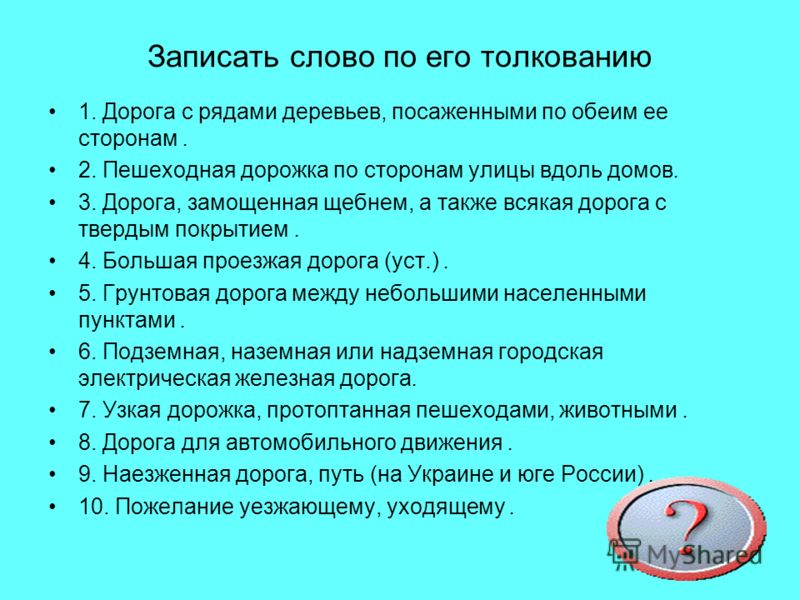 Записать слово по его толкованию
• 1. Дорога с рядами деревьев, посаженными по обеим ее
сторонам .
• 2. Пешеходная дорожка по сторонам улицы вдоль домов.
• 3. Дорога, замощенная щебнем, а также всякая дорога с
твердым покрытием .
• 4. Большая проезжая дорога (уст.) .
• 5. Грунтовая дорога между небольшими населенными
пунктами .
• 6. Подземная, наземная или надземная городская
электрическая железная дорога.
• 7. Узкая дорожка, протоптанная пешеходами, животными .
• 8. Дорога для автомобильного движения .
• 9. Наезженная дорога, путь (на Украине и юге России) .
• 10. Пожелание уезжающему, уходящему .
?
MyShared